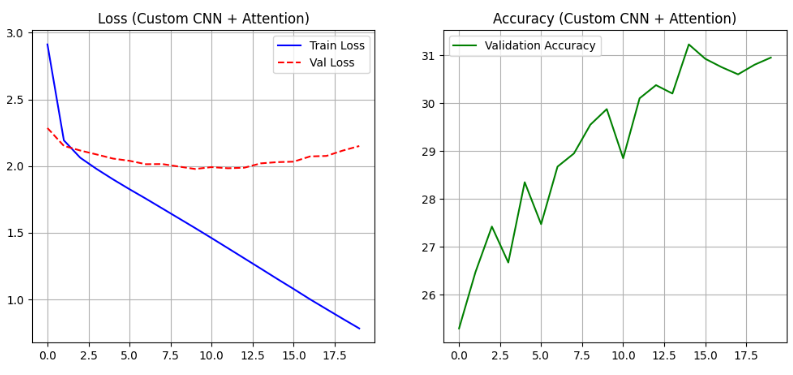 Loss (Custom CNN + Attention)
3.0
2.5
2.0
1.5
1.0
0.0 2.5 5.0 7.5 10.0 12.5 15.0 17.5
Train Loss
Val Loss
Accuracy (Custom CNN + Attention)
31
30
29
28
27
26
0.0 2.5 5.0 7.5 10.0 12.5 15.0 17.5
Validation Accuracy